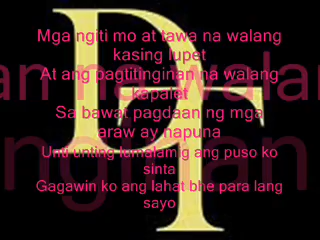 Mga ngiti mo at tawa na walang
kasing lupet
At ang pagtitinginan na walang
kapalet
Sa bawat pagdaan ng mga
araw ay napuna
Unti unting lumalamig ang puso ko
sinta
Gagawin ko ang lahat bhe para lang
sayo